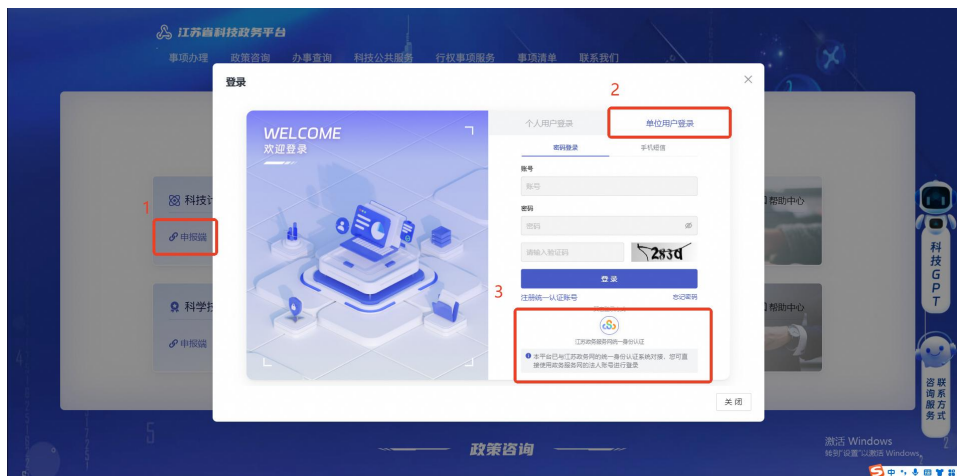 江苏省科技政务平台
事项办理 政策咨询 办事查询 科技公共服务 行权事项服务 事项清单 联系我们
登录
2
WELCOME
欢迎登录
个人用户登录 单位用户登录
密码登录 手机短信
账号
账号
密码
密码
请输入验证码 283d
登 录
注册统一认证账号 忘记密码
3
江苏政务服务网统一身份认证
本平台已与江苏政务网的统一身份认证系统对接，您可直
接使用政务服务网的法人账号进行登录
关 闭
1
科技计
申报端
科学技
申报端
帮助中心
帮助中心
科技GPT
联系方式
咨询服务
政策咨询
激活 Windows
转到"设置"以激活 Windows。
中